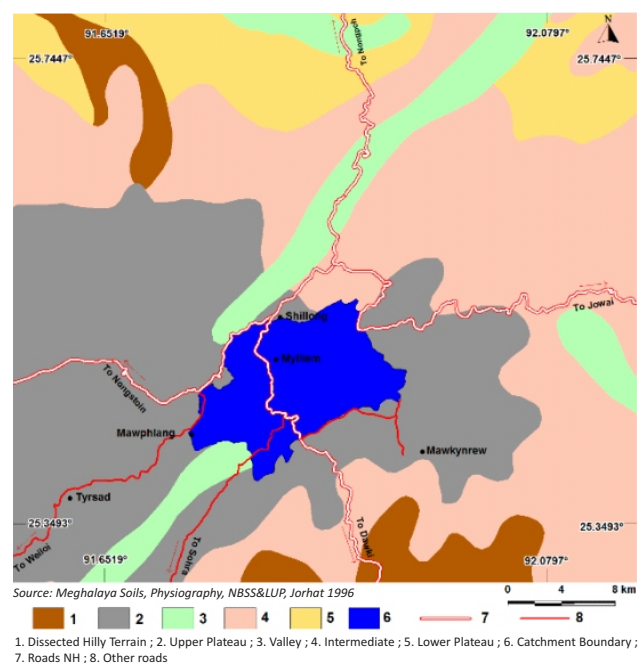 N
91.6519°
92.0797°
25.7447°
25.7447°
To Nongpoh
To Jowai
Shillong
Mylliem
To Nongstoin
Mawphlang
Mawkynrew
Tyrsad
25.3493°
25.3493°
To Weiloi
91.6519°
To Sohra
To Dawki
92.0797°
Source: Meghalaya Soils, Physiography, NBSS&LUP, Jorhat 1996
0 4 8 km
1 2 3 4 5 6 7 8
1. Dissected Hilly Terrain ; 2. Upper Plateau ; 3. Valley ; 4. Intermediate ; 5. Lower Plateau ; 6. Catchment Boundary ;
7. Roads NH ; 8. Other roads